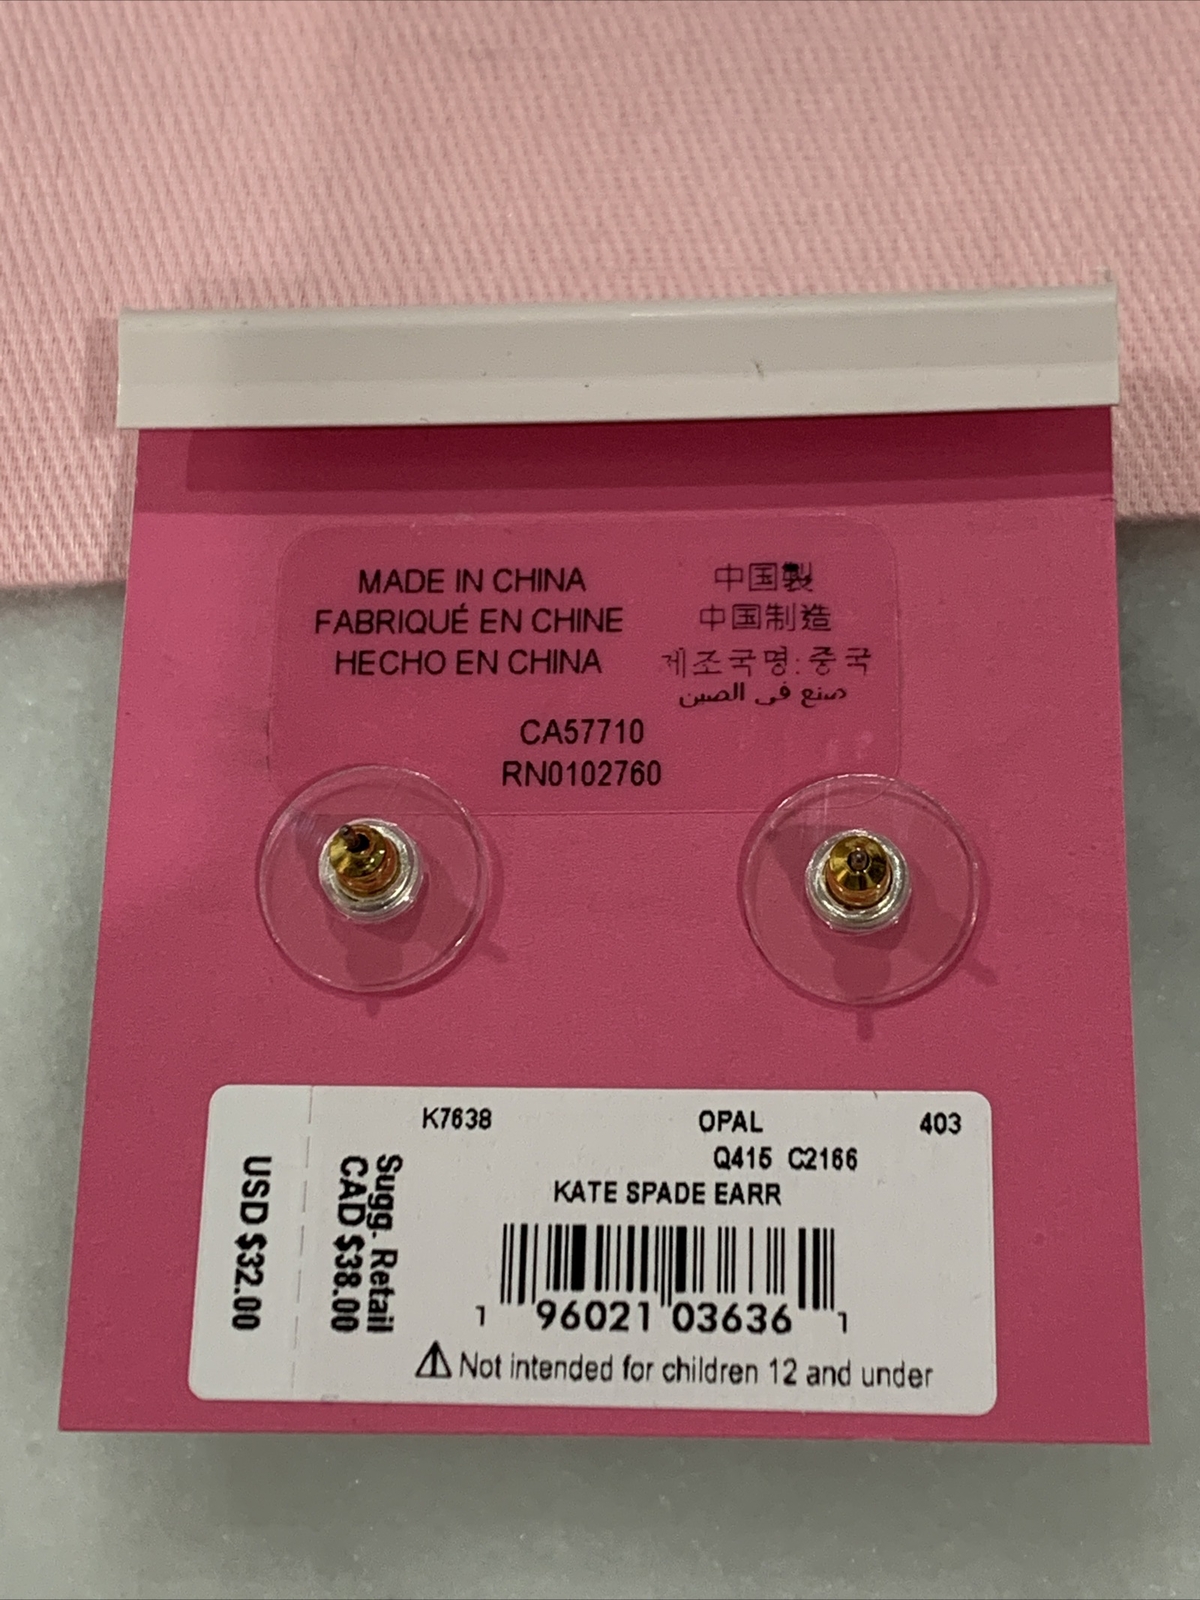 MADE IN CHINA
FABRIQUÉ EN CHINE
HECHO EN CHINA
中国製
中国制造
제조국명:중국
صنع في الصين
CA57710
RN0102760
K7638 OPAL 403
Q415 C2166
KATE SPADE EARR
1 96021 03636 1
⚠ Not intended for children 12 and under
Sugg. Retail
CAD $38.00
USD $32.00